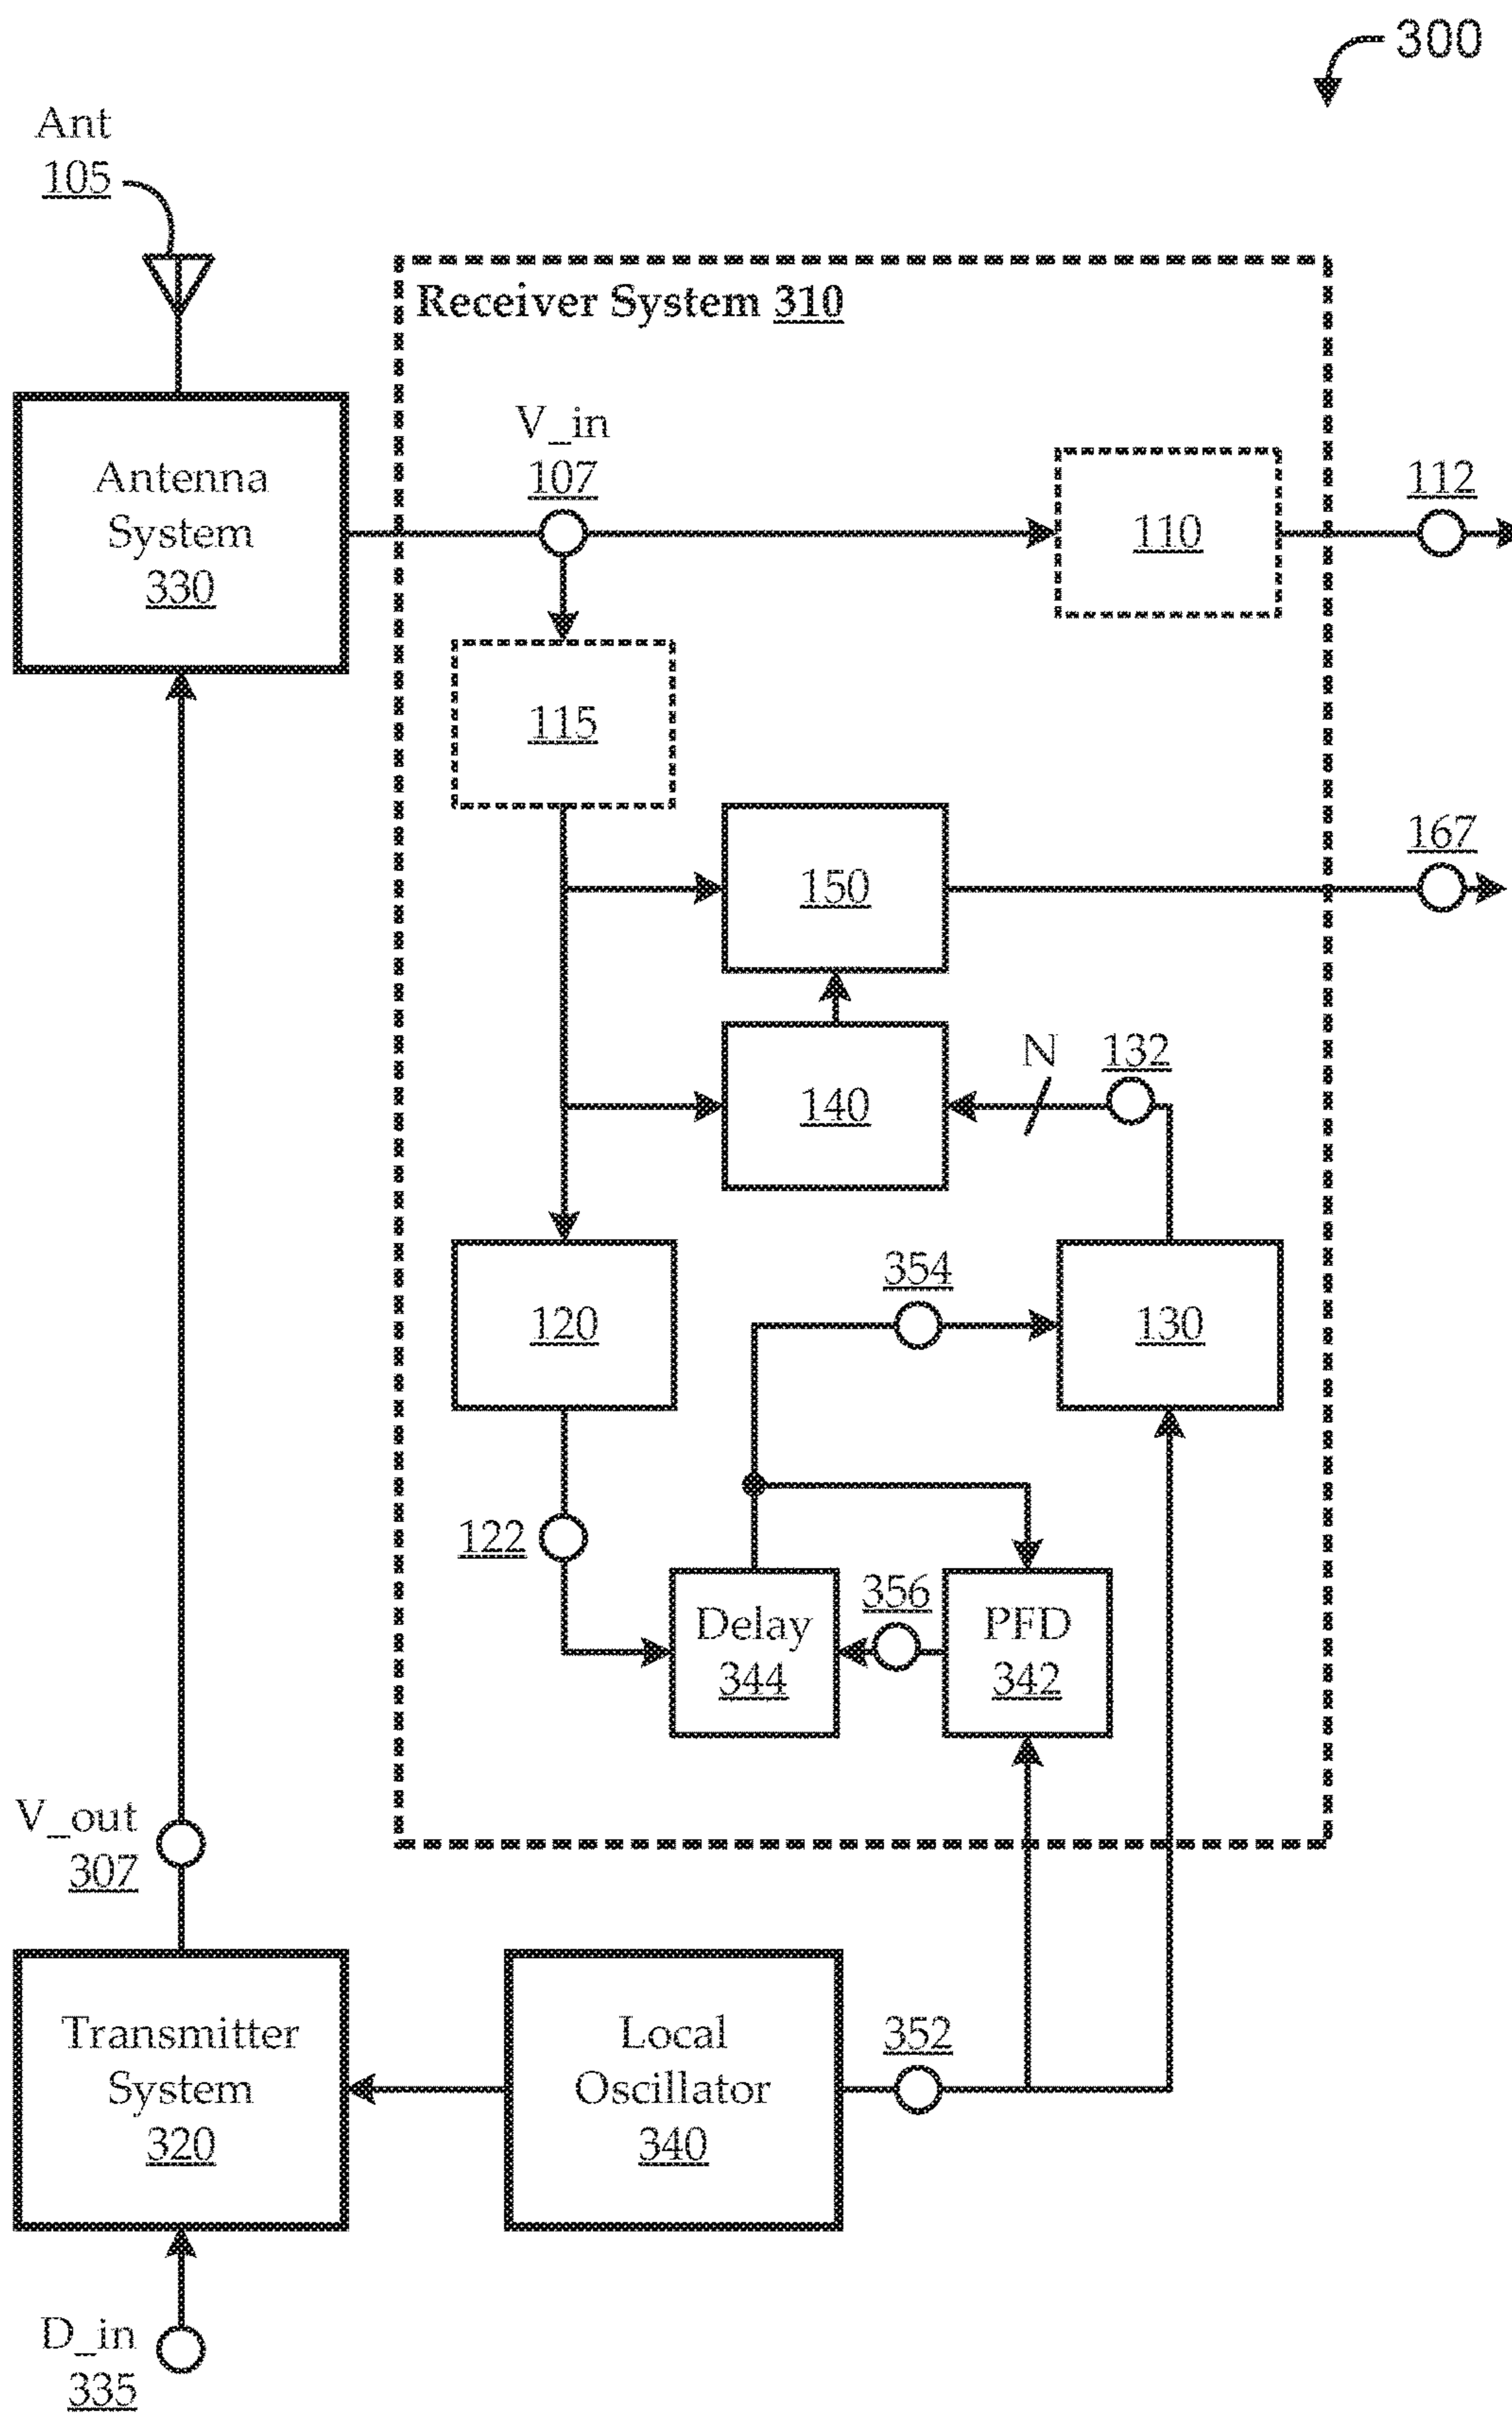 300
Ant
105
Receiver System 310
V_in
107
Antenna
System
330
110
112
115
150
167
140
N
132
120
354
130
122
Delay
344
356
PFD
342
V_out
307
Transmitter
System
320
Local
Oscillator
340
352
D_in
335